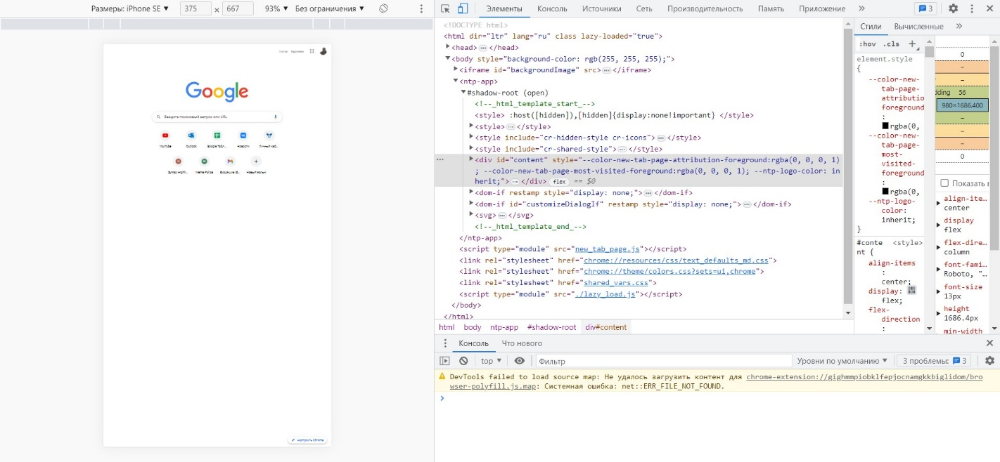 Размеры: iPhone SE ▼ 375 × 667 93% ▼ Без ограничения ▼
Google
Введите поисковый запрос или URL
YouTube Outlook Google Табл... Новости Личный каб...
Syntax Highli... Meme Police Входящие (8... Новый ярлык
Настроить Chrome
Элементы Консоль Источники Сеть Производительность Память Приложение » 3
<!DOCTYPE html>
<html dir="ltr" lang="ru" class lazy-loaded="true">
<head> ⋯ </head>
<body style="background-color: rgb(255, 255, 255);">
<iframe id="backgroundImage" src> ⋯ </iframe>
<ntp-app>
#shadow-root (open)
<!--_html_template_start_-->
<style> :host([hidden]),[hidden]{display:none!important} </style>
<style> ⋯ </style>
<style include="cr-hidden-style cr-icons"> ⋯ </style>
<style include="cr-shared-style"> ⋯ </style>
<div id="content" style="--color-new-tab-page-attribution-foreground:rgba(0, 0, 0, 1)
; --color-new-tab-page-most-visited-foreground:rgba(0, 0, 0, 1); --ntp-logo-color: in
herit;"> ⋯ </div> flex == $0
<dom-if restamp style="display: none;"> ⋯ </dom-if>
<dom-if id="customizeDialogIf" restamp style="display: none;"> ⋯ </dom-if>
<svg> ⋯ </svg>
<!--_html_template_end_-->
</ntp-app>
<script type="module" src="new_tab_page.js"></script>
<link rel="stylesheet" href="chrome://resources/css/text_defaults_md.css">
<link rel="stylesheet" href="chrome://theme/colors.css?sets=ui,chrome">
<link rel="stylesheet" href="shared_vars.css">
<script type="module" src="./lazy_load.js"></script>
</body>
</html>
html body ntp-app #shadow-root div#content
Стили Вычисленные »
:hov .cls +
element.style
{
--color-new-
tab-page-
attributio
foreground
rgba(0,
--color-new-
tab-page-
most-
visited-
foreground
rgba(0,
--ntp-logo-
color:
inherit;
}
#conte <style>
nt {
align-items
:
center;
display:
flex;
flex-
direction
:
0
–
–
dding 56
980×1686.400
–
–
–
0
Показать в
align-ite...
center
display
flex
flex-dire...
column
font-fami...
Roboto, "...
font-size
13px
height
1686.4px
min-width
Консоль Что нового
top ▼ Фильтр Уровни по умолчанию ▼ 3 проблемы: 3
DevTools failed to load source map: Не удалось загрузить контент для chrome-extension://gighmmpiobklfepjocnamgkkbiglidom/bro
wser-polyfill.js.map: Системная ошибка: net::ERR_FILE_NOT_FOUND.